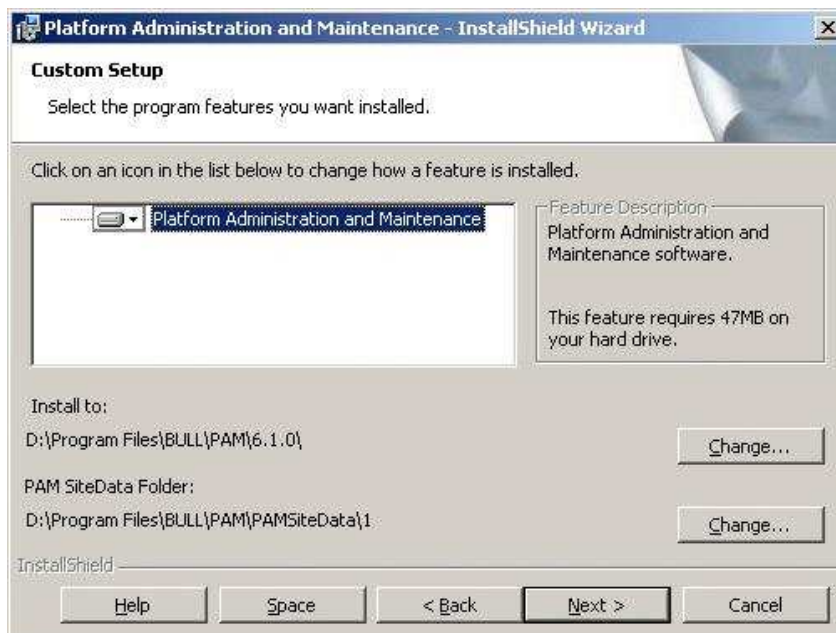 Platform Administration and Maintenance - InstallShield Wizard
Custom Setup
Select the program features you want installed.
Click on an icon in the list below to change how a feature is installed.
Platform Administration and Maintenance
Feature Description
Platform Administration and
Maintenance software.
This feature requires 47MB on
your hard drive.
Install to:
D:\Program Files\BULL\PAM\6.1.0\
Change...
PAM SiteData Folder:
D:\Program Files\BULL\PAM\PAMSiteData\1
Change...
InstallShield
Help
Space
< Back
Next >
Cancel